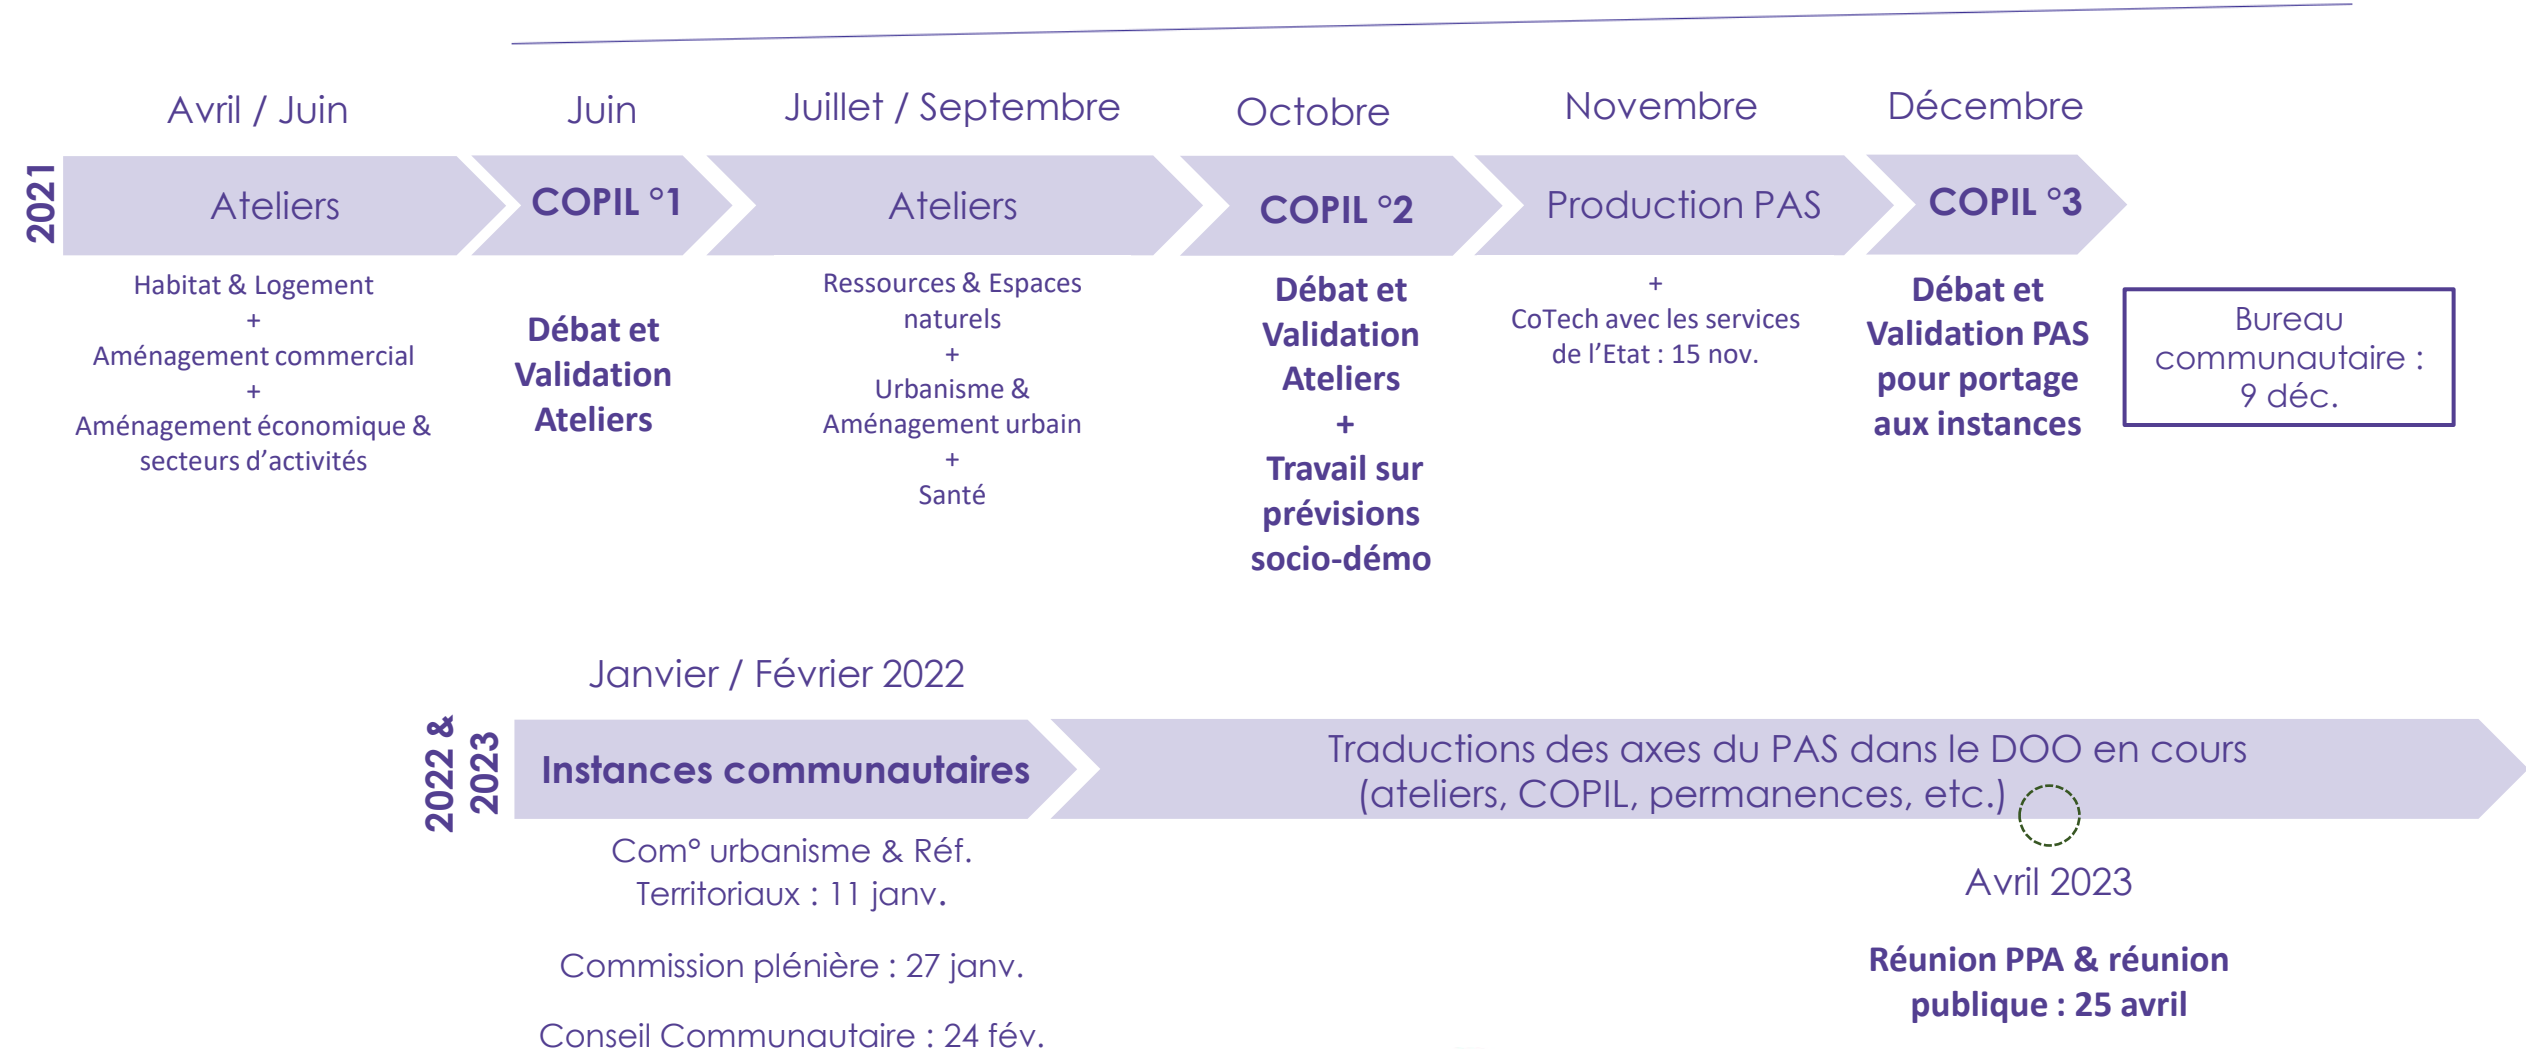 Avril / Juin
Juin
Juillet / Septembre
Octobre
Novembre
Décembre
2021
Ateliers
COPIL °1
Ateliers
COPIL °2
Production PAS
COPIL °3
Habitat & Logement
+
Aménagement commercial
+
Aménagement économique &
secteurs d’activités
Débat et
Validation
Ateliers
Ressources & Espaces
naturels
+
Urbanisme &
Aménagement urbain
+
Santé
Débat et
Validation
Ateliers
+
Travail sur
prévisions
socio-démo
+
CoTech avec les services
de l’Etat : 15 nov.
Débat et
Validation PAS
pour portage
aux instances
Bureau
communautaire :
9 déc.
Janvier / Février 2022
2022 &
2023
Instances communautaires
Traductions des axes du PAS dans le DOO en cours
(ateliers, COPIL, permanences, etc.)
Com° urbanisme & Réf.
Territoriaux : 11 janv.
Commission plénière : 27 janv.
Conseil Communautaire : 24 fév.
Avril 2023
Réunion PPA & réunion
publique : 25 avril